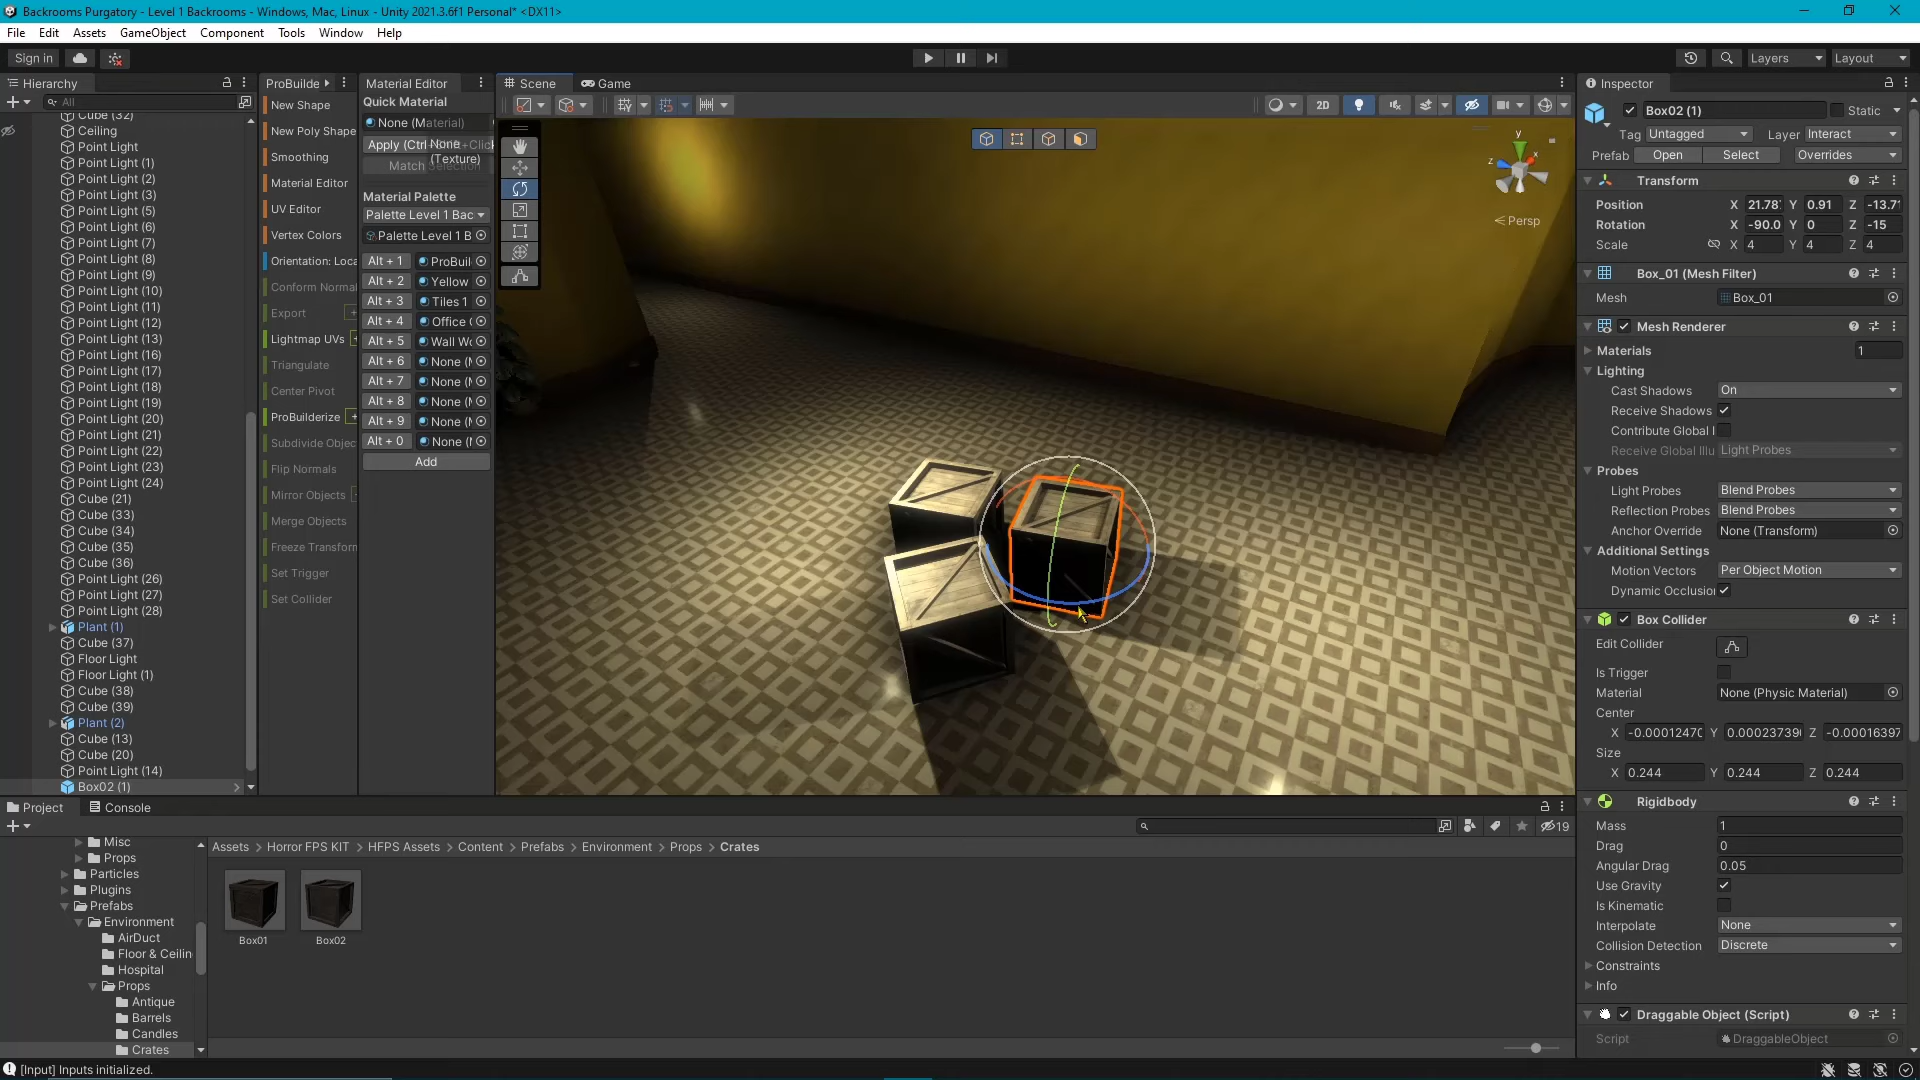 Backrooms Purgatory - Level 1 Backrooms - Windows, Mac, Linux - Unity 2021.3.6f1 Personal* <DX11>
File Edit Assets GameObject Component Tools Window Help
Sign in
Layers Layout
Hierarchy
All
Cube (32)
Ceiling
Point Light
Point Light (1)
Point Light (2)
Point Light (3)
Point Light (5)
Point Light (6)
Point Light (7)
Point Light (8)
Point Light (9)
Point Light (10)
Point Light (11)
Point Light (12)
Point Light (13)
Point Light (16)
Point Light (17)
Point Light (18)
Point Light (19)
Point Light (20)
Point Light (21)
Point Light (22)
Point Light (23)
Point Light (24)
Cube (21)
Cube (33)
Cube (34)
Cube (35)
Cube (36)
Point Light (26)
Point Light (27)
Point Light (28)
Plant (1)
Cube (37)
Floor Light
Floor Light (1)
Cube (38)
Cube (39)
Plant (2)
Cube (13)
Cube (20)
Point Light (14)
Box02 (1)
ProBuilde
New Shape
New Poly Shape
Smoothing
Material Editor
UV Editor
Vertex Colors
Orientation: Loca
Conform Normal
Export
Lightmap UVs
Triangulate
Center Pivot
ProBuilderize
Subdivide Objec
Flip Normals
Mirror Objects
Merge Objects
Freeze Transform
Set Trigger
Set Collider
Material Editor
Quick Material
None (Material)
Apply (Ctrl
None
+Click
(Texture)
Match Selection
Material Palette
Palette Level 1 Bac
Palette Level 1 B
Alt + 1 ProBuil
Alt + 2 Yellow
Alt + 3 Tiles 1
Alt + 4 Office (
Alt + 5 Wall Wo
Alt + 6 None (M
Alt + 7 None (M
Alt + 8 None (M
Alt + 9 None (M
Alt + 0 None (M
Add
Scene Game
2D
y
x
z
< Persp
Inspector
Box02 (1) Static
Tag Untagged Layer Interact
Prefab Open Select Overrides
Transform
Position X 21.78 Y 0.91 Z -13.7
Rotation X -90.0 Y 0 Z -15
Scale X 4 Y 4 Z 4
Box_01 (Mesh Filter)
Mesh Box_01
Mesh Renderer
Materials 1
Lighting
Cast Shadows On
Receive Shadows
Contribute Global I
Receive Global Illu Light Probes
Probes
Light Probes Blend Probes
Reflection Probes Blend Probes
Anchor Override None (Transform)
Additional Settings
Motion Vectors Per Object Motion
Dynamic Occlusion
Box Collider
Edit Collider
Is Trigger
Material None (Physic Material)
Center
X -0.0001247( Y 0.00023739( Z -0.00016397
Size
X 0.244 Y 0.244 Z 0.244
Rigidbody
Mass 1
Drag 0
Angular Drag 0.05
Use Gravity
Is Kinematic
Interpolate None
Collision Detection Discrete
Constraints
Info
Draggable Object (Script)
Script DraggableObject
Project Console
19
Misc
Props
Particles
Plugins
Prefabs
Environment
AirDuct
Floor & Ceilin
Hospital
Props
Antique
Barrels
Candles
Crates
Assets > Horror FPS KIT > HFPS Assets > Content > Prefabs > Environment > Props > Crates
Box01 Box02
[Input] Inputs initialized.